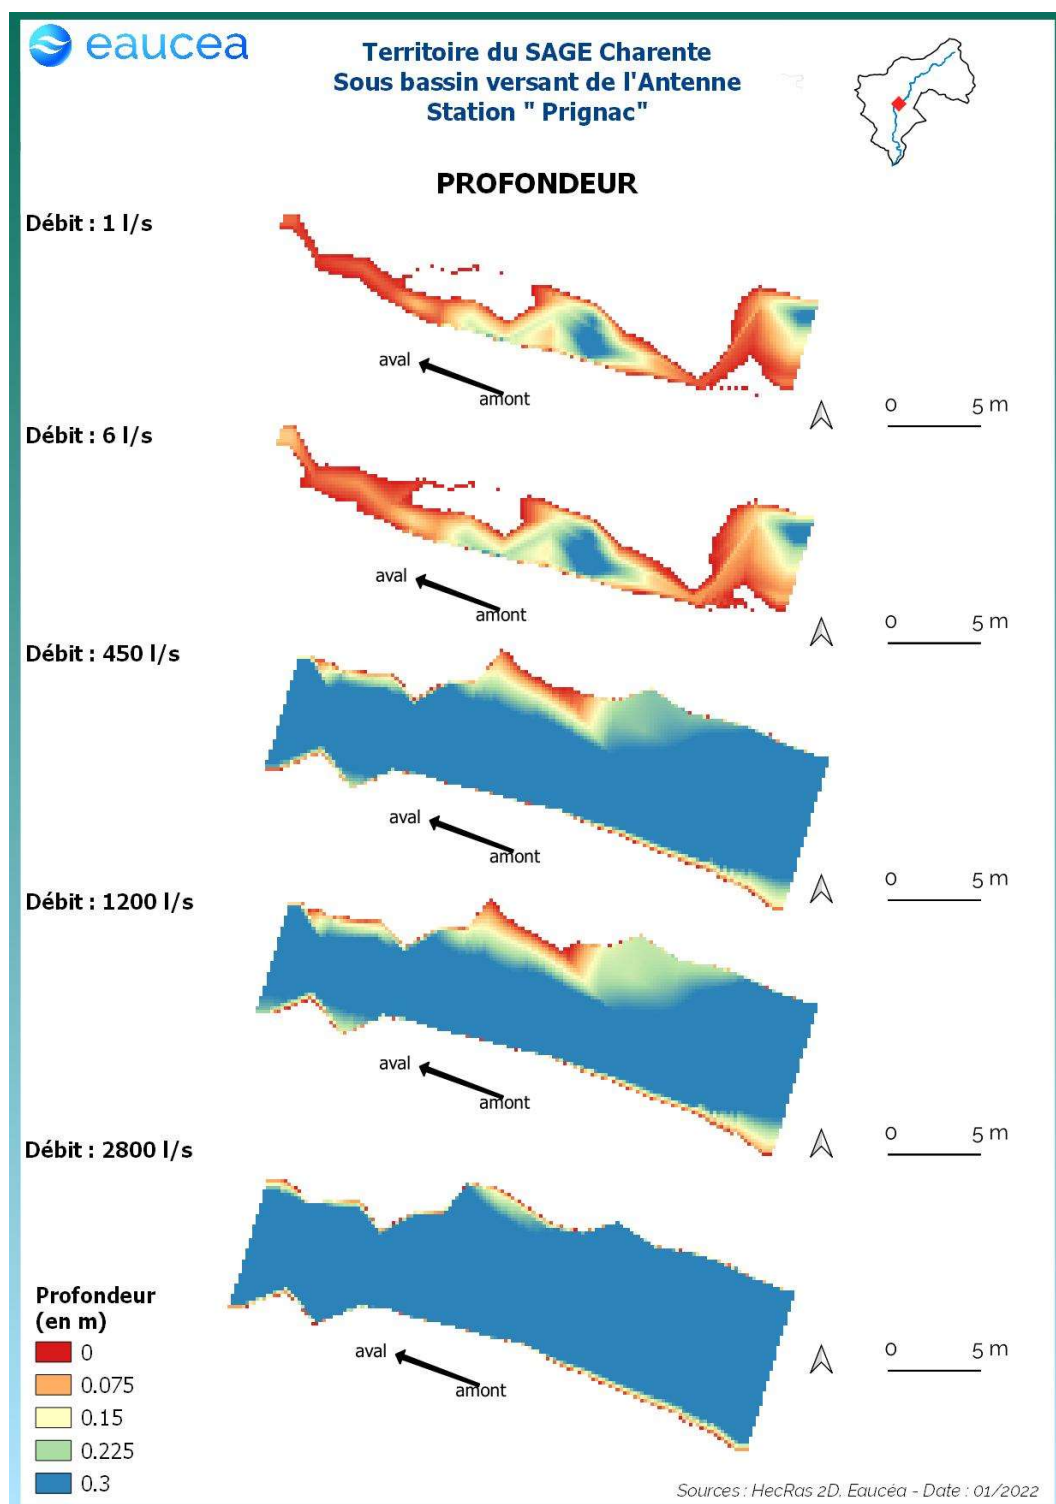 eaucea
Territoire du SAGE Charente
Sous bassin versant de l'Antenne
Station " Prignac"
PROFONDEUR
Débit : 1 l/s
aval
amont
0 5 m
Débit : 6 l/s
aval
amont
0 5 m
Débit : 450 l/s
aval
amont
0 5 m
Débit : 1200 l/s
aval
amont
0 5 m
Débit : 2800 l/s
aval
amont
0 5 m
Profondeur
(en m)
0
0.075
0.15
0.225
0.3
Sources : HecRas 2D, Eaucéa - Date : 01/2022